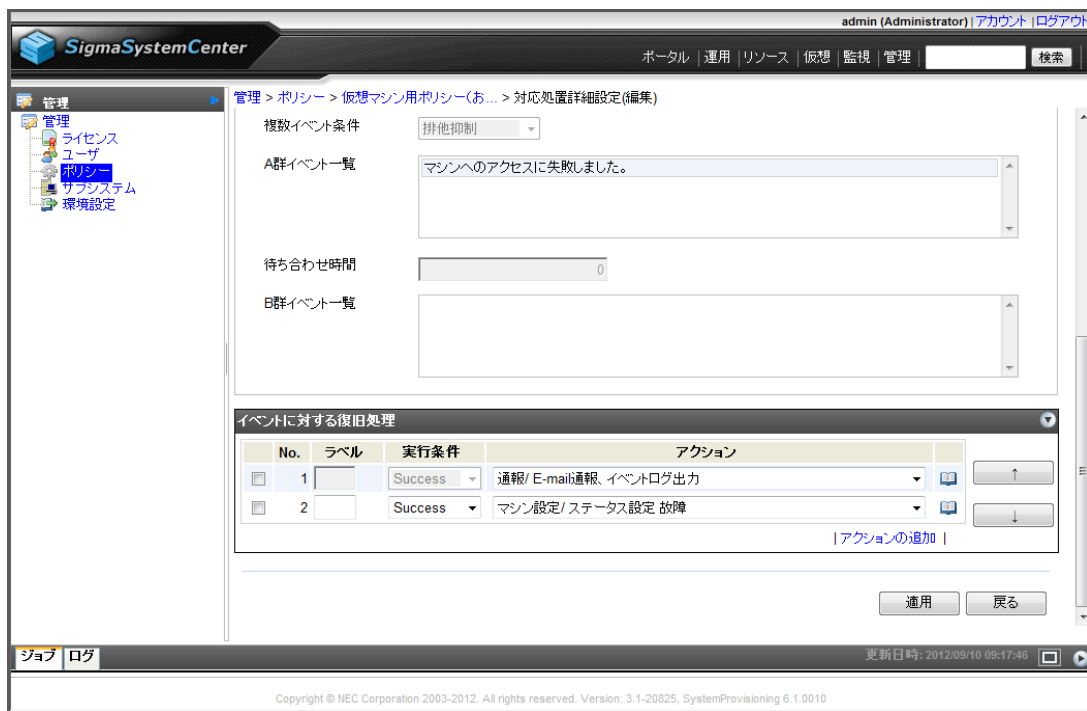 admin (Administrator) | アカウント | ログアウト
SigmaSystemCenter
ポータル | 運用 | リソース | 仮想 | 監視 | 管理 | 検索
管理
管理 > ポリシー > 仮想マシン用ポリシー(お... > 対応処置詳細設定(編集)
管理
ライセンス
ユーザ
ポリシー
サブシステム
環境設定
複数イベント条件 排他抑制
A群イベント一覧 マシンへのアクセスに失敗しました。
待ち合わせ時間 0
B群イベント一覧
イベントに対する復旧処理
No. ラベル 実行条件 アクション
1 Success 通報/ E-mail通報、イベントログ出力 ↑
2 Success マシン設定/ ステータス設定 故障 ↓
| アクションの追加 |
適用 戻る
ジョブ ログ 更新日時: 2012/09/10 09:17:46
Copyright © NEC Corporation 2003-2012. All rights reserved. Version: 3.1-20825, SystemProvisioning 6.1.0010